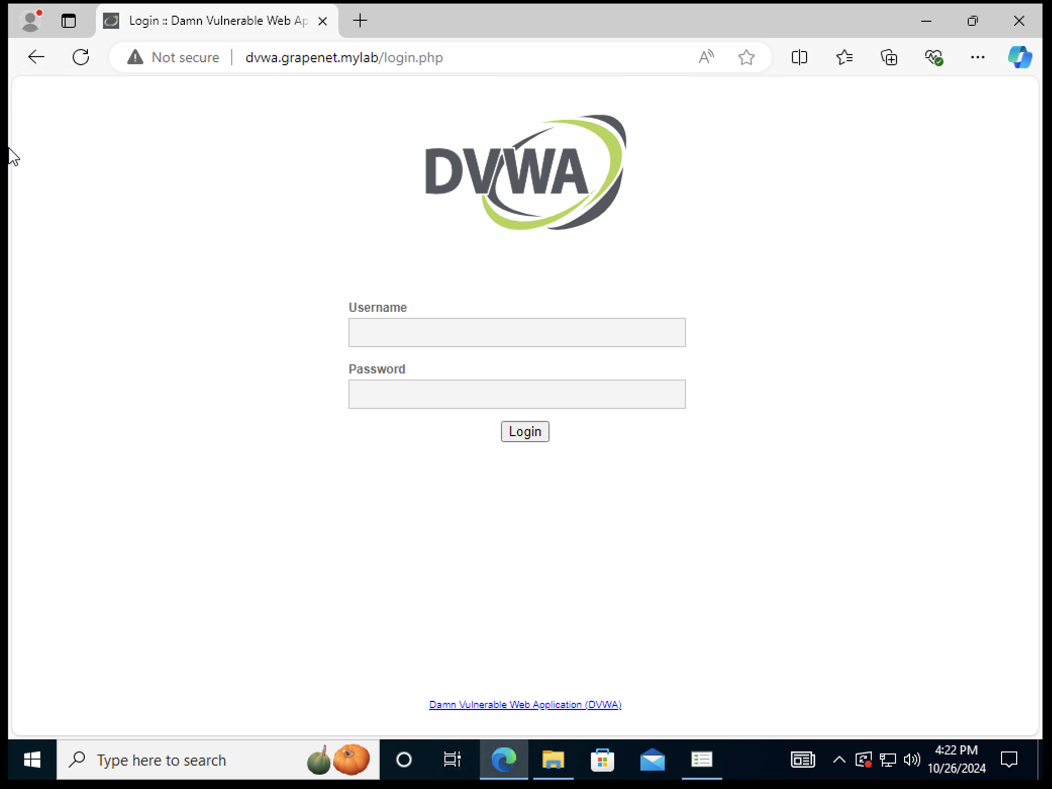 Login :: Damn Vulnerable Web Ap
Not secure
dvwa.grapenet.mylab/login.php
DVWA
Username
Password
Login
Damn Vulnerable Web Application (DVWA)
Type here to search
4:22 PM
10/26/2024